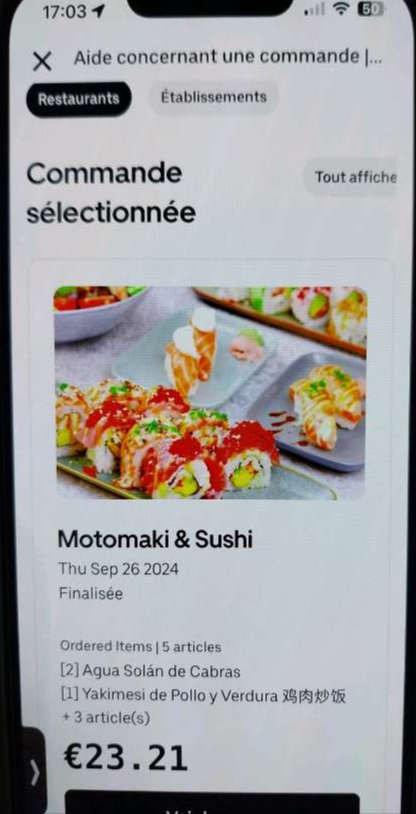 17:03
50
Aide concernant une commande |...
Restaurants
Établissements
Commande
sélectionnée
Tout affiche
Motomaki & Sushi
Thu Sep 26 2024
Finalisée
Ordered Items | 5 articles
[2] Agua Solán de Cabras
[1] Yakimesi de Pollo y Verdura 鸡肉炒饭
+ 3 article(s)
€23.21